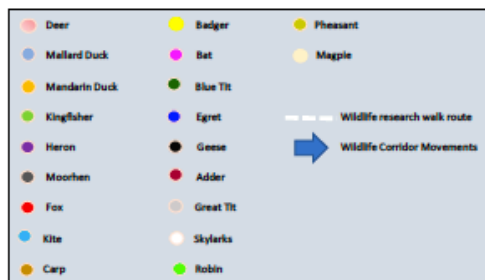 Deer
Mallard Duck
Mandarin Duck
Kingfisher
Heron
Moorhen
Fox
Kite
Carp
Badger
Bat
Blue Tit
Egret
Geese
Adder
Great Tit
Skylarks
Robin
Pheasant
Magpie
Wildlife research walk route
Wildlife Corridor Movements